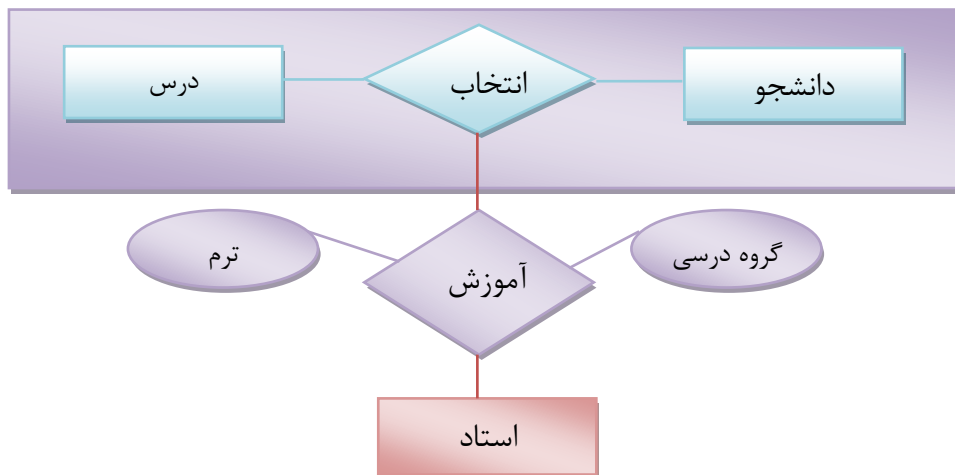 دانشجو
انتخاب
درس
گروه درسی
آموزش
ترم
استاد